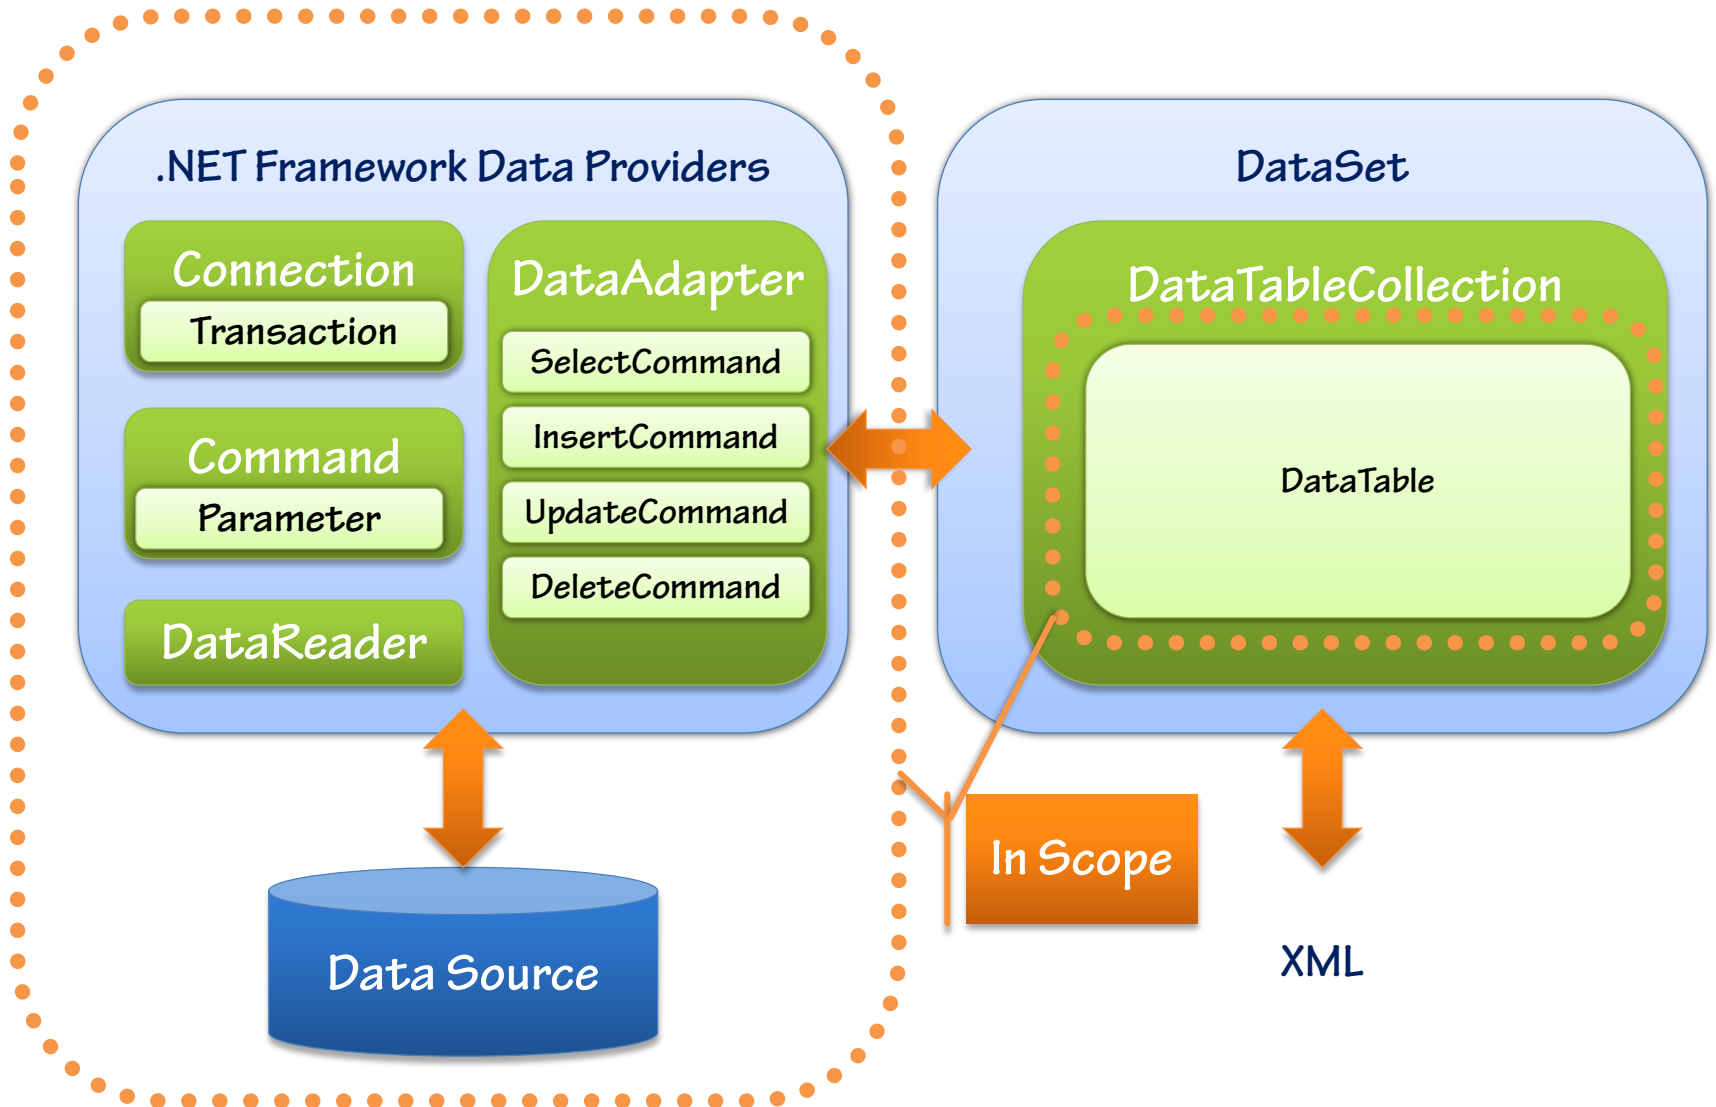 .NET Framework Data Providers
Connection
Transaction
Command
Parameter
DataReader
DataAdapter
SelectCommand
InsertCommand
UpdateCommand
DeleteCommand
Data Source
DataSet
DataTableCollection
DataTable
In Scope
XML